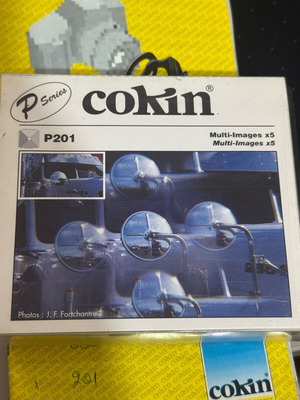 P Series
cokin®
P201
Multi-Images x5
Multi-Images x5
Photos : J. F. Fortchantre
201
cokin